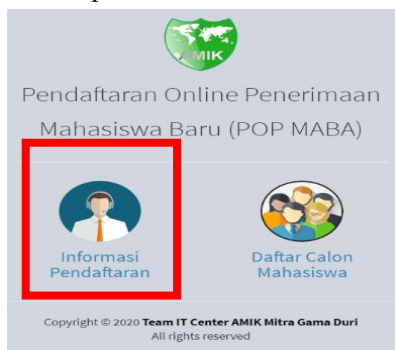 AMIK
Pendaftaran Online Penerimaan
Mahasiswa Baru (POP MABA)
Informasi
Pendaftaran
Daftar Calon
Mahasiswa
Copyright © 2020 Team IT Center AMIK Mitra Gama Duri
All rights reserved